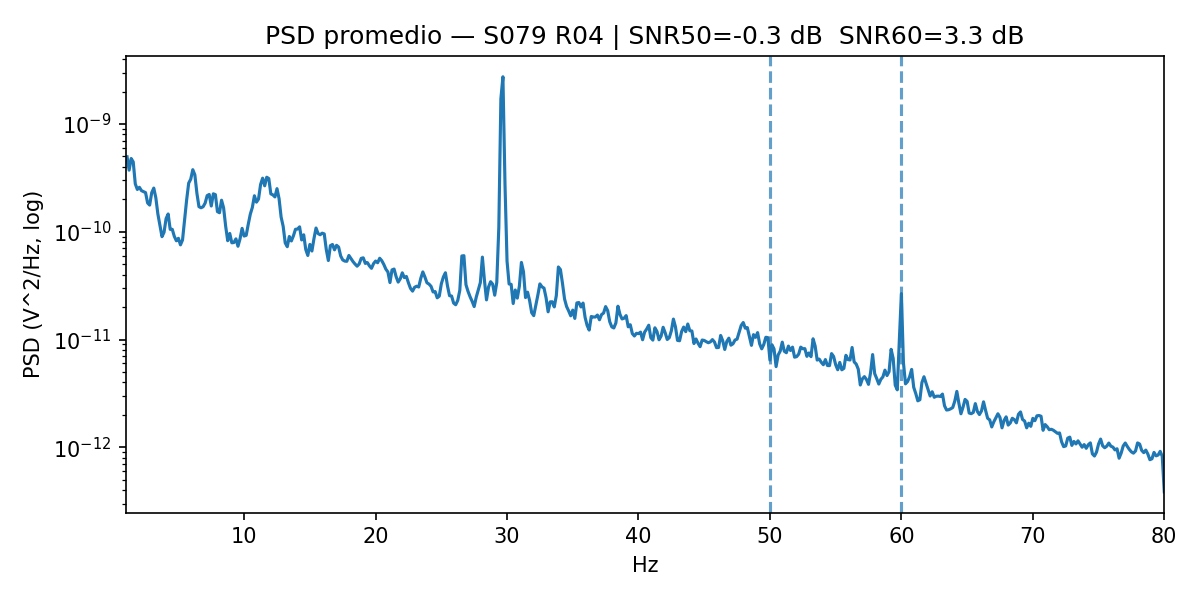 PSD promedio — S079 R04 | SNR50=-0.3 dB  SNR60=3.3 dB
PSD (V^2/Hz, log)
10⁻⁹
10⁻¹⁰
10⁻¹¹
10⁻¹²
10 20 30 40 50 60 70 80
Hz